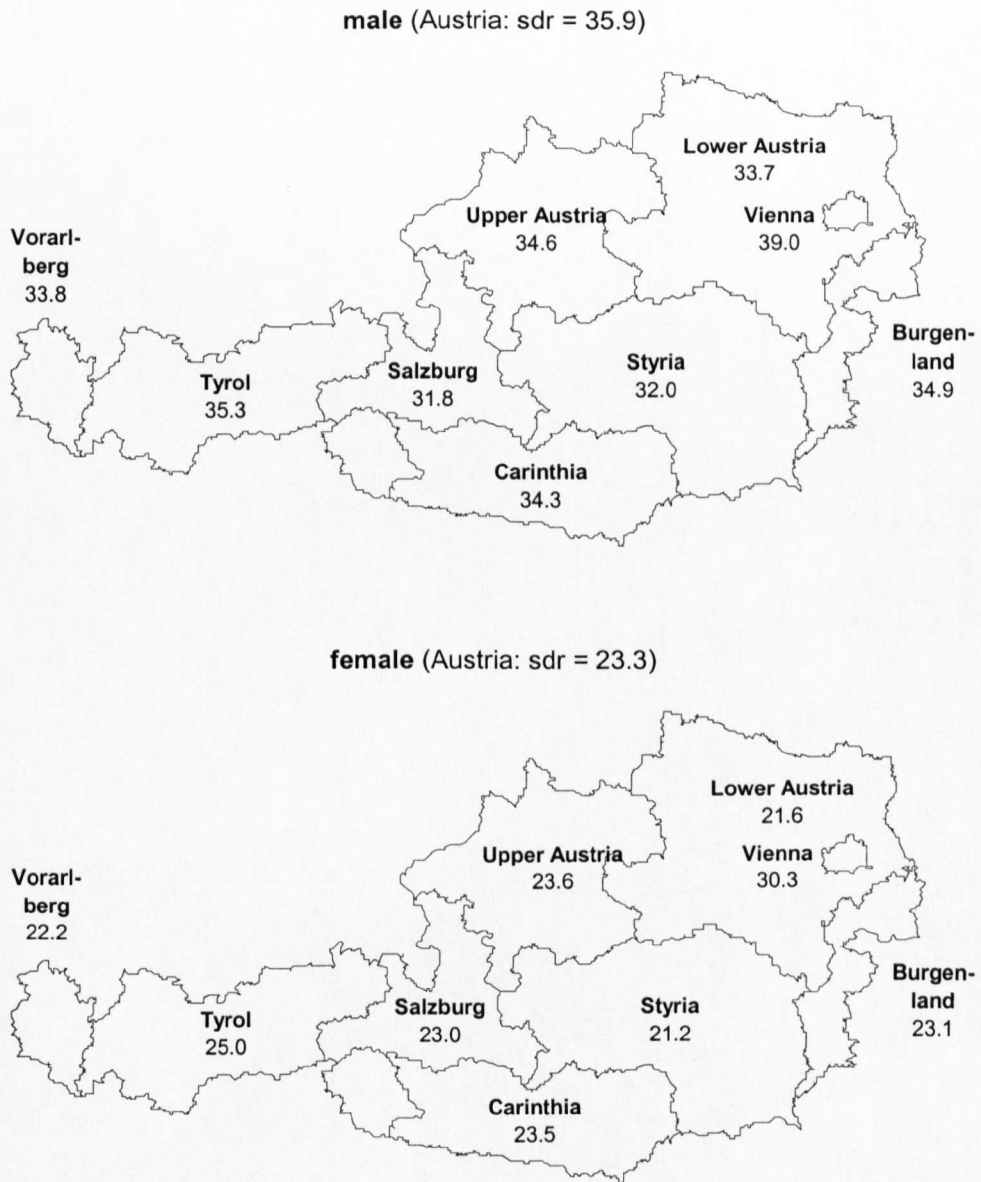 male (Austria: sdr = 35.9)
Lower Austria
33.7
Upper Austria
34.6
Vienna
39.0
Vorarl-
berg
33.8
Burgen-
land
34.9
Styria
32.0
Salzburg
31.8
Tyrol
35.3
Carinthia
34.3
female (Austria: sdr = 23.3)
Lower Austria
21.6
Upper Austria
23.6
Vienna
30.3
Vorarl-
berg
22.2
Burgen-
land
23.1
Styria
21.2
Salzburg
23.0
Tyrol
25.0
Carinthia
23.5